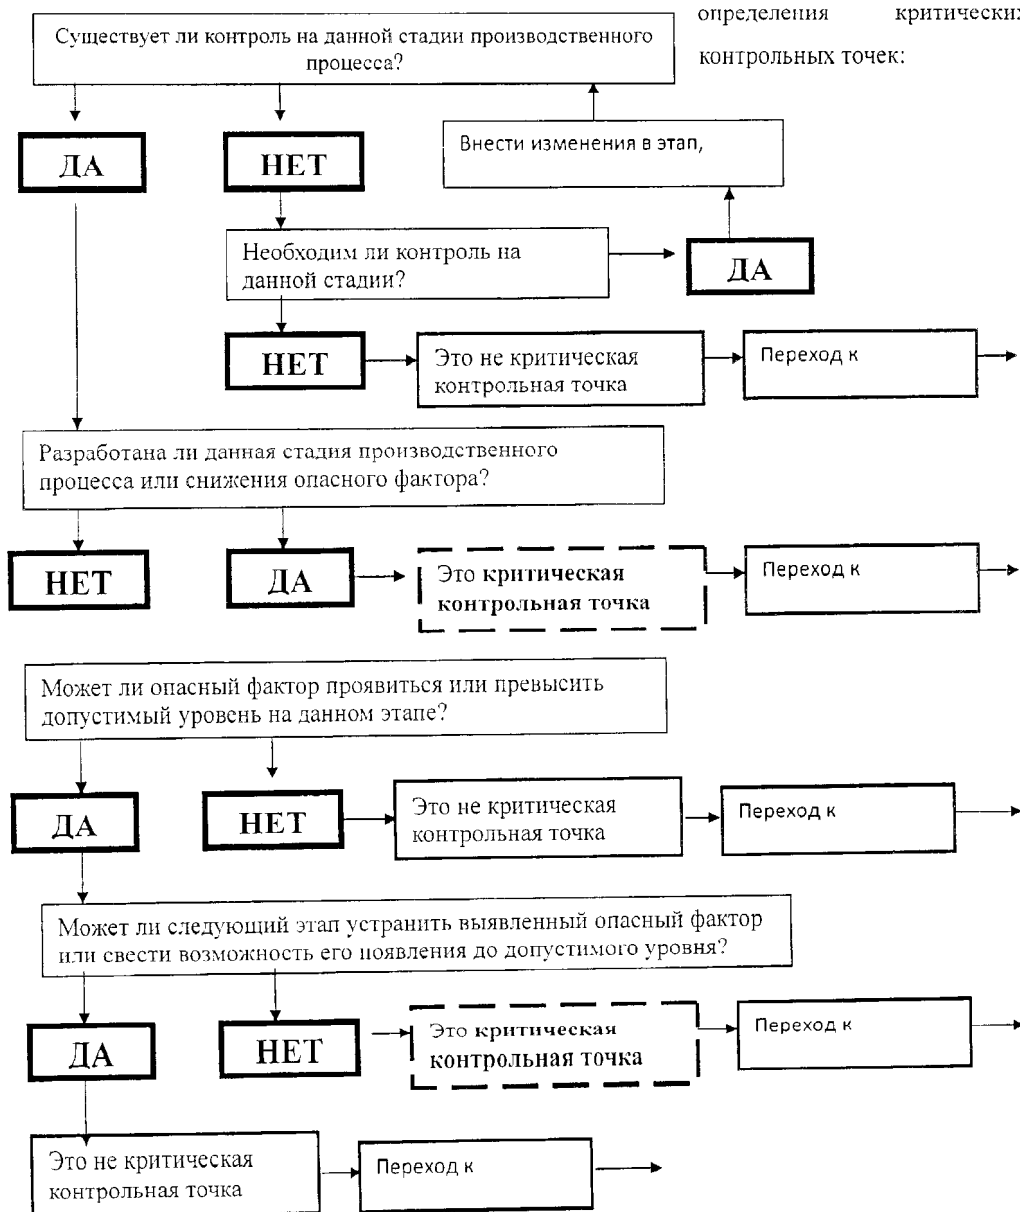 определения критических
контрольных точек:
Существует ли контроль на данной стадии производственного
процесса?
ДА
НЕТ
Внести изменения в этап,
Необходим ли контроль на
данной стадии?
ДА
НЕТ
Это не критическая
контрольная точка
Переход к
Разработана ли данная стадия производственного
процесса или снижения опасного фактора?
НЕТ
ДА
Это критическая
контрольная точка
Переход к
Может ли опасный фактор проявиться или превысить
допустимый уровень на данном этапе?
ДА
НЕТ
Это не критическая
контрольная точка
Переход к
Может ли следующий этап устранить выявленный опасный фактор
или свести возможность его появления до допустимого уровня?
ДА
НЕТ
Это критическая
контрольная точка
Переход к
Это не критическая
контрольная точка
Переход к